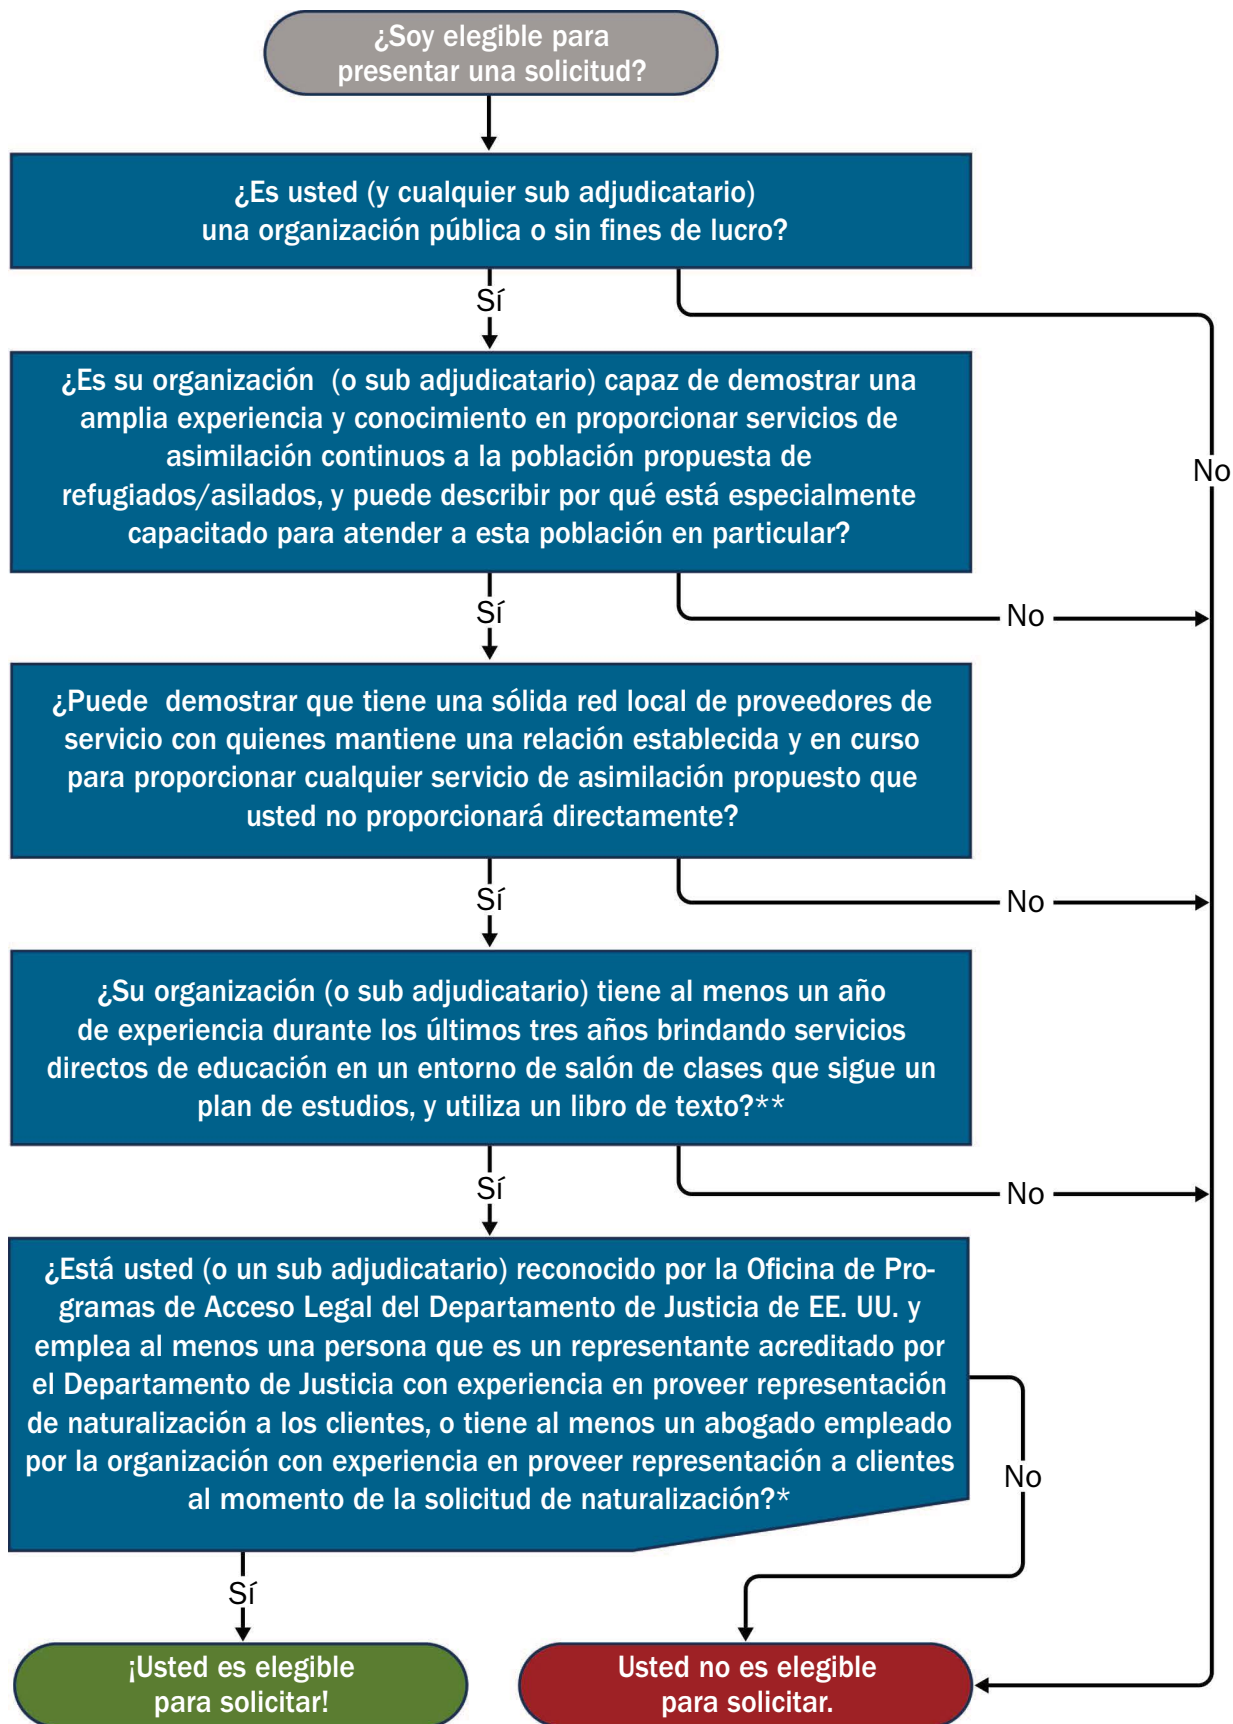 ¿Soy elegible para
presentar una solicitud?
¿Es usted (y cualquier sub adjudicatario)
una organización pública o sin fines de lucro?
Sí
No
¿Es su organización (o sub adjudicatario) capaz de demostrar una
amplia experiencia y conocimiento en proporcionar servicios de
asimilación continuos a la población propuesta de
refugiados/asilados, y puede describir por qué está especialmente
capacitado para atender a esta población en particular?
Sí
No
¿Puede demostrar que tiene una sólida red local de proveedores de
servicio con quienes mantiene una relación establecida y en curso
para proporcionar cualquier servicio de asimilación propuesto que
usted no proporcionará directamente?
Sí
No
¿Su organización (o sub adjudicatario) tiene al menos un año
de experiencia durante los últimos tres años brindando servicios
directos de educación en un entorno de salón de clases que sigue un
plan de estudios, y utiliza un libro de texto?**
Sí
No
¿Está usted (o un sub adjudicatario) reconocido por la Oficina de Pro-
gramas de Acceso Legal del Departamento de Justicia de EE. UU. y
emplea al menos una persona que es un representante acreditado por
el Departamento de Justicia con experiencia en proveer representación
de naturalización a los clientes, o tiene al menos un abogado empleado
por la organización con experiencia en proveer representación a clientes
al momento de la solicitud de naturalización?*
No
Sí
¡Usted es elegible
para solicitar!
Usted no es elegible
para solicitar.